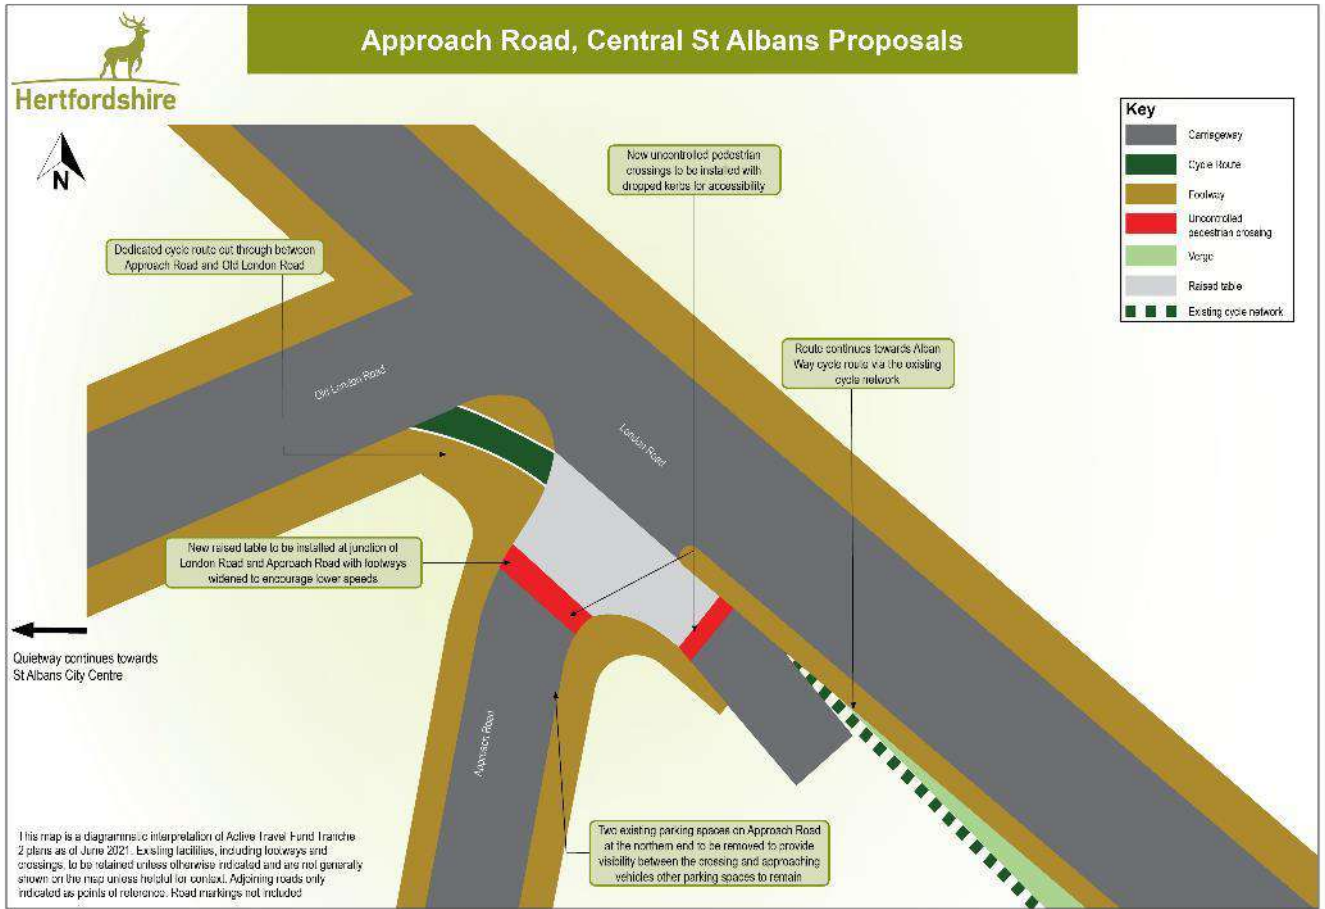 Approach Road, Central St Albans Proposals
Hertfordshire
N
Key
Carriageway
Cycle Route
Footway
Uncontrolled
pedestrian crossing
Verge
Raised table
Existing cycle network
New uncontrolled pedestrian
crossings to be installed with
dropped kerbs for accessibility
Dedicated cycle route cut through between
Approach Road and Old London Road
Route continues towards Alban
Way cycle route via the existing
cycle network
Old London Road
London Road
New raised table to be installed at junction of
London Road and Approach Road with footways
widened to encourage lower speeds
Quietway continues towards
St Albans City Centre
Approach Road
Two existing parking spaces on Approach Road
at the northern end to be removed to provide
visibility between the crossing and approaching
vehicles other parking spaces to remain
This map is a diagrammatic interpretation of Active Travel Fund Tranche
2 plans as of June 2021. Existing facilities, including footways and
crossings, to be retained unless otherwise indicated and are not generally
shown on the map unless helpful for context. Adjoining roads only
indicated as points of reference. Road markings not included